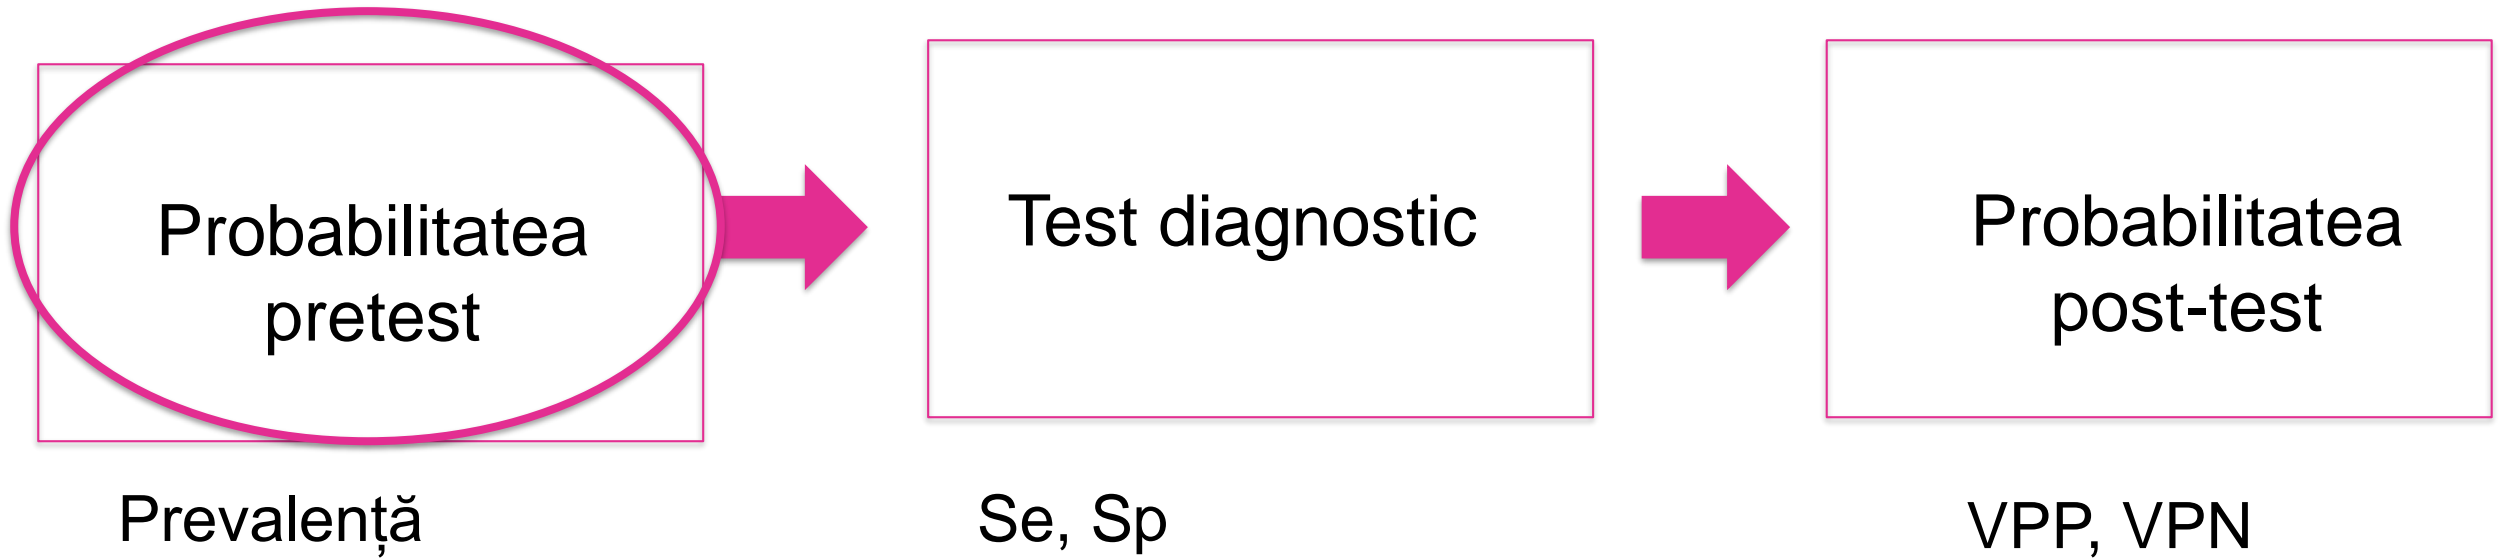 Probabilitatea
pretest
Test diagnostic
Probabilitatea
post-test
Prevalență
Se, Sp
VPP, VPN